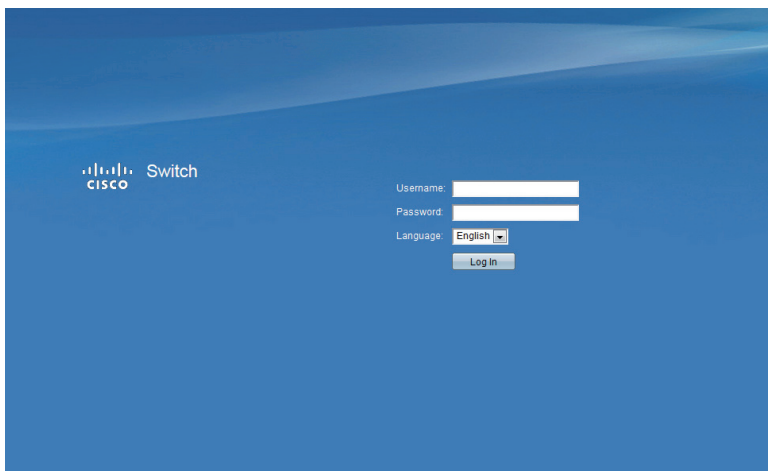 CISCO
Switch
Username:
Password:
Language: English
Log In